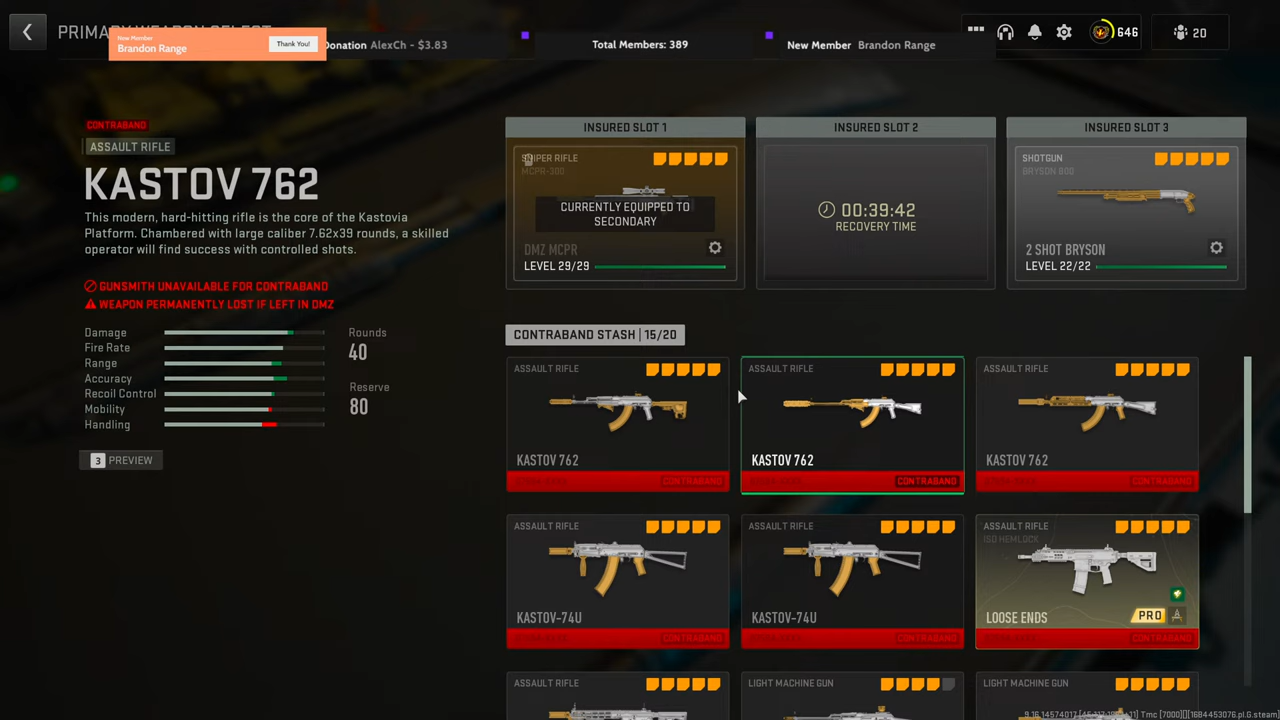 PRIMARY WEAPON SELECT
New Member
Brandon Range
Thank You!
Donation AlexCh - $3.83
Total Members: 389
New Member Brandon Range
646
20
CONTRABAND
ASSAULT RIFLE
KASTOV 762
This modern, hard-hitting rifle is the core of the Kastovia
Platform. Chambered with large caliber 7.62x39 rounds, a skilled
operator will find success with controlled shots.
GUNSMITH UNAVAILABLE FOR CONTRABAND
WEAPON PERMANENTLY LOST IF LEFT IN DMZ
Damage
Fire Rate
Range
Accuracy
Recoil Control
Mobility
Handling
Rounds
40
Reserve
80
3 PREVIEW
INSURED SLOT 1
SNIPER RIFLE
MCPR-300
CURRENTLY EQUIPPED TO
SECONDARY
DMZ MCPR
LEVEL 29/29
INSURED SLOT 2
00:39:42
RECOVERY TIME
INSURED SLOT 3
SHOTGUN
BRYSON 800
2 SHOT BRYSON
LEVEL 22/22
CONTRABAND STASH | 15/20
ASSAULT RIFLE
KASTOV 762
CONTRABAND
ASSAULT RIFLE
KASTOV 762
CONTRABAND
ASSAULT RIFLE
KASTOV 762
CONTRABAND
ASSAULT RIFLE
KASTOV-74U
CONTRABAND
ASSAULT RIFLE
KASTOV-74U
CONTRABAND
ASSAULT RIFLE
ISO HEMLOCK
LOOSE ENDS
PRO
CONTRABAND
ASSAULT RIFLE
LIGHT MACHINE GUN
LIGHT MACHINE GUN